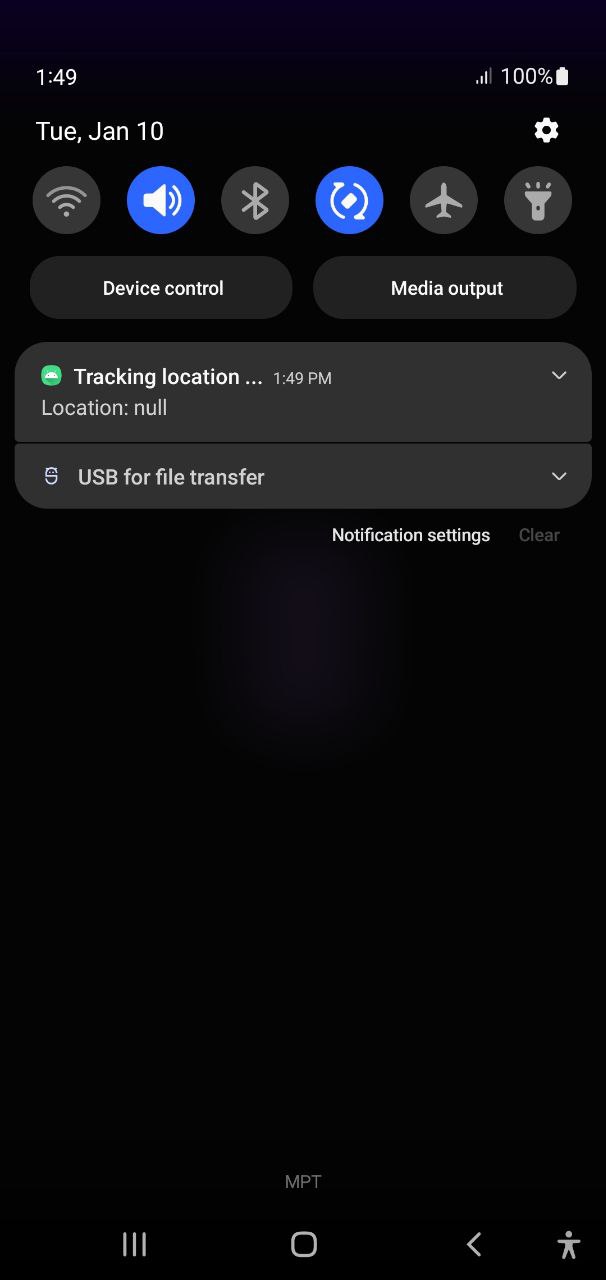 1:49 100%
Tue, Jan 10
Device control Media output
Tracking location ... 1:49 PM
Location: null
USB for file transfer
Notification settings Clear
MPT